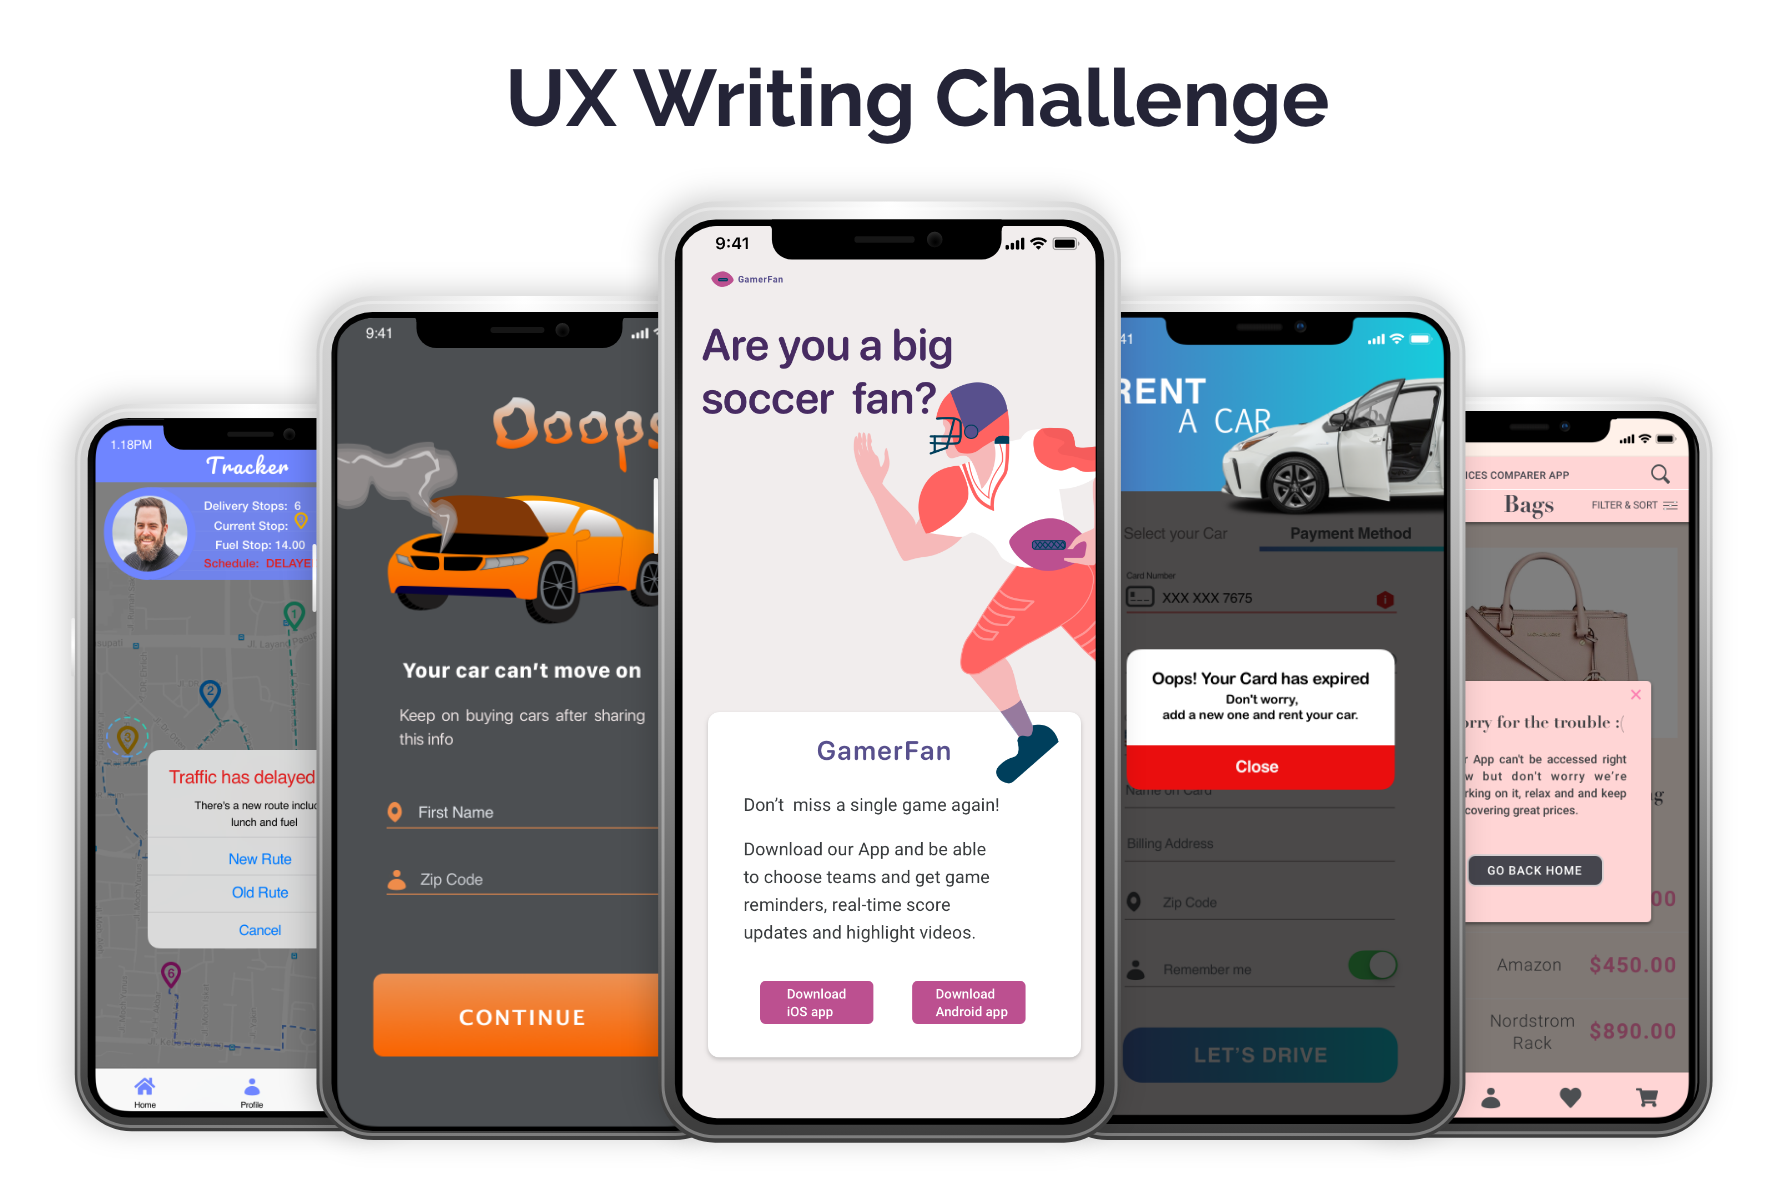 UX Writing Challenge
1.18PM
Tracker
Delivery Stops: 6
Current Stop: 3
Fuel Stop: 14.00
Schedule: DELAYE
1
2
3
Traffic has delayed
There's a new route inclu
lunch and fuel
New Rute
Old Rute
Cancel
6
Home
Profile
9:41
Ooops
Your car can't move on
Keep on buying cars after sharing
this info
First Name
Zip Code
CONTINUE
9:41
GamerFan
Are you a big
soccer fan?
GamerFan
Don't miss a single game again!
Download our App and be able
to choose teams and get game
reminders, real-time score
updates and highlight videos.
Download
iOS app
Download
Android app
41
RENT
A CAR
Select your Car
Payment Method
Card Number
XXX XXX 7675
Oops! Your Card has expired
Don't worry,
add a new one and rent your car.
Close
Name on Card
Billing Address
Zip Code
Remember me
LET'S DRIVE
ICES COMPARER APP
Bags
FILTER & SORT
orry for the trouble :(
r App can't be accessed right
w but don't worry we're
rking on it, relax and and keep
covering great prices.
GO BACK HOME
00
Amazon $450.00
Nordstrom
Rack
$890.00